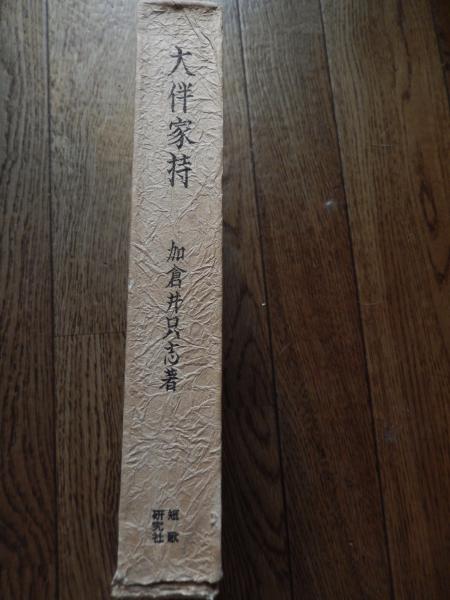 大伴家持
加倉井只志著
短歌
研究社